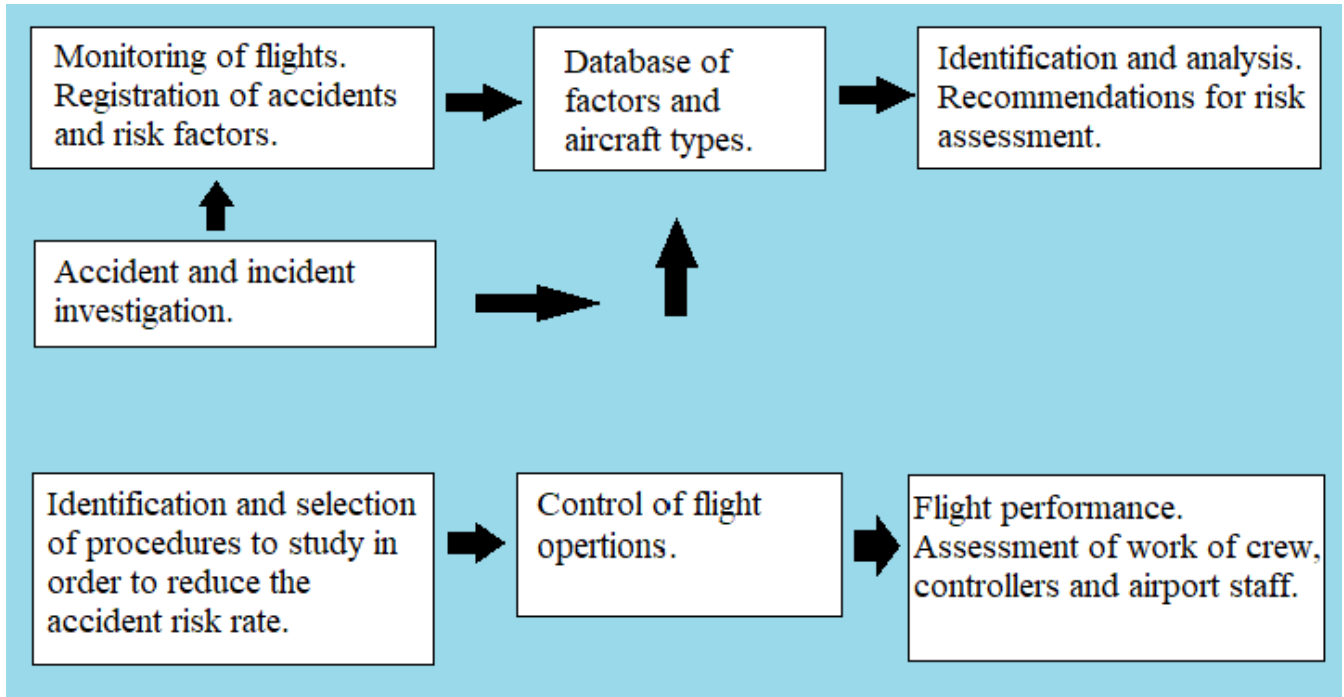 Monitoring of flights.
Registration of accidents
and risk factors.
Database of
factors and
aircraft types.
Identification and analysis.
Recommendations for risk
assessment.
Accident and incident
investigation.
Identification and selection
of procedures to study in
order to reduce the
accident risk rate.
Control of flight
opertions.
Flight performance.
Assessment of work of crew,
controllers and airport staff.